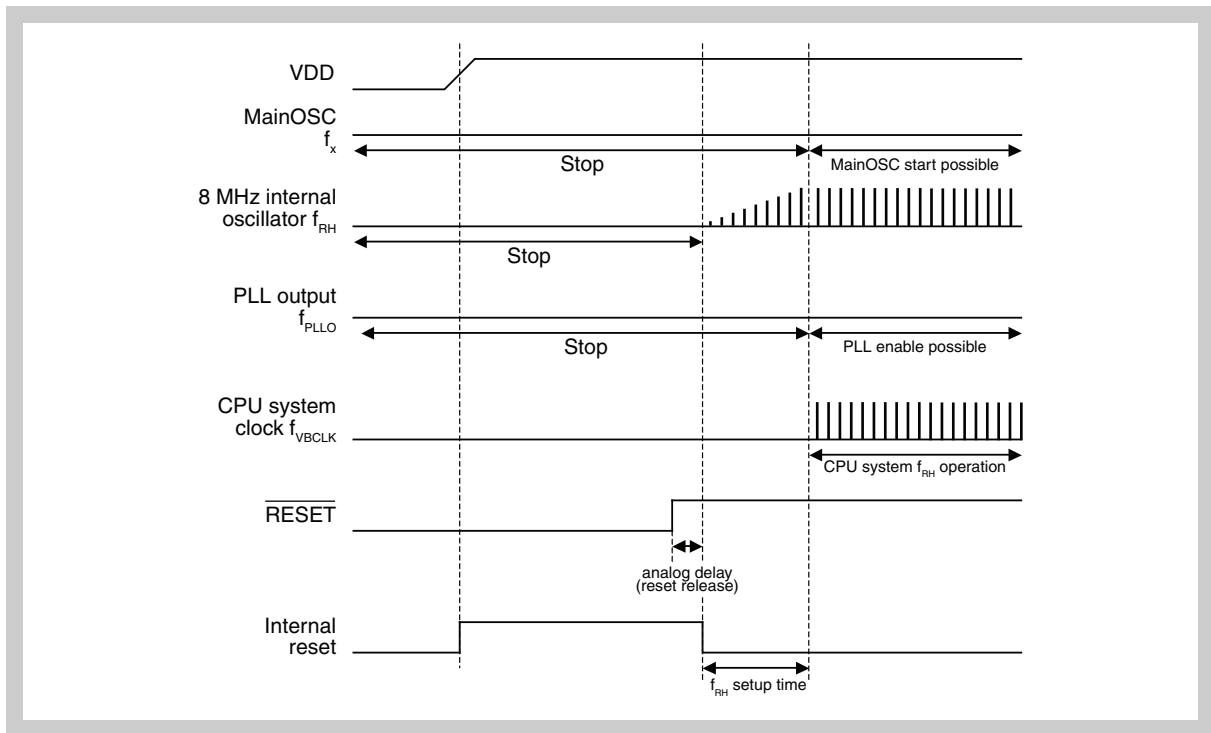 VDD
MainOSC
fx
Stop
MainOSC start possible
8 MHz internal
oscillator fRH
Stop
PLL output
fPLLO
Stop
PLL enable possible
CPU system
clock fVBCLK
CPU system fRH operation
RESET
analog delay
(reset release)
Internal
reset
fRH setup time